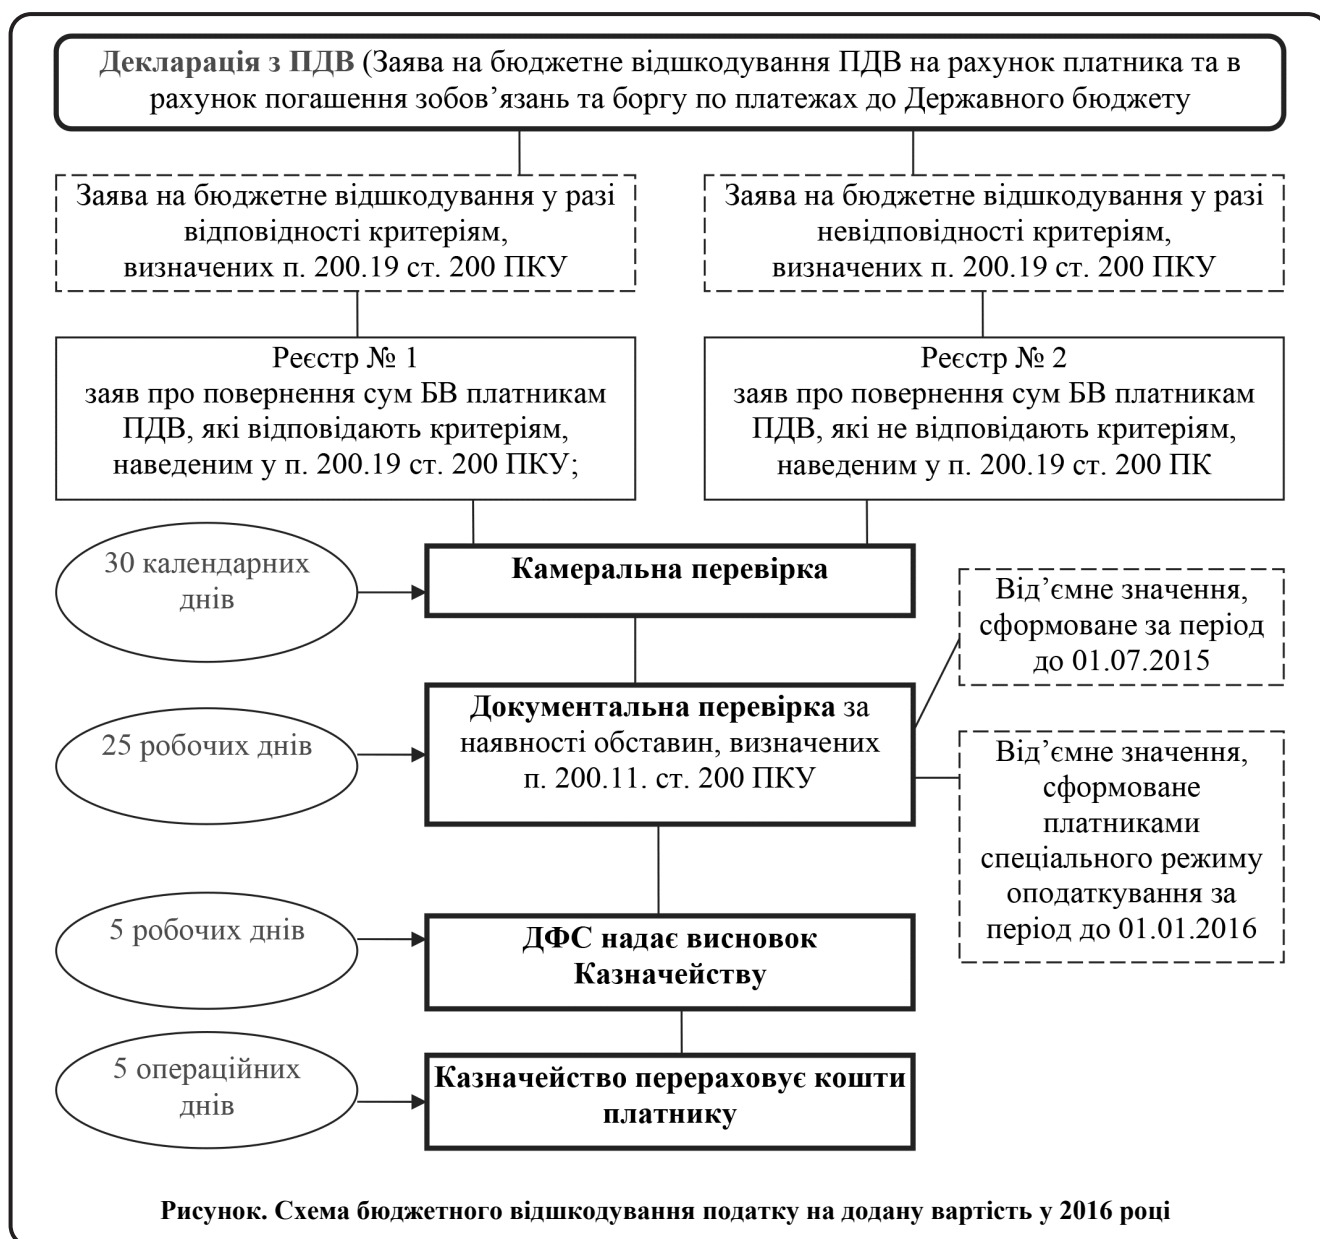 Декларація з ПДВ (Заява на бюджетне відшкодування ПДВ на рахунок платника та в
рахунок погашення зобов’язань та боргу по платежах до Державного бюджету
Заява на бюджетне відшкодування у разі
відповідності критеріям,
визначених п. 200.19 ст. 200 ПКУ
Заява на бюджетне відшкодування у разі
невідповідності критеріям,
визначених п. 200.19 ст. 200 ПКУ
Реєстр № 1
заяв про повернення сум БВ платникам
ПДВ, які відповідають критеріям,
наведеним у п. 200.19 ст. 200 ПКУ;
Реєстр № 2
заяв про повернення сум БВ платникам
ПДВ, які не відповідають критеріям,
наведеним у п. 200.19 ст. 200 ПК
30 календарних
днів
Камеральна перевірка
Від’ємне значення,
сформоване за період
до 01.07.2015
25 робочих днів
Документальна перевірка за
наявності обставин, визначених
п. 200.11. ст. 200 ПКУ
Від’ємне значення,
сформоване
платниками
спеціального режиму
оподаткування за
період до 01.01.2016
5 робочих днів
ДФС надає висновок
Казначейству
5 операційних
днів
Казначейство перераховує кошти
платнику
Рисунок. Схема бюджетного відшкодування податку на додану вартість у 2016 році